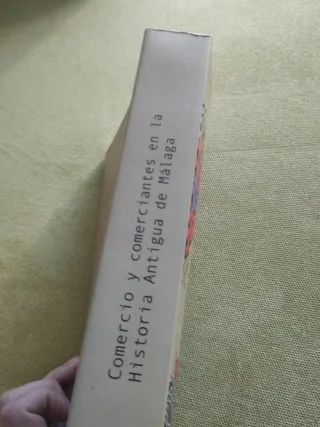 Comercio y comerciantes en la
Historia Antigua de Málaga